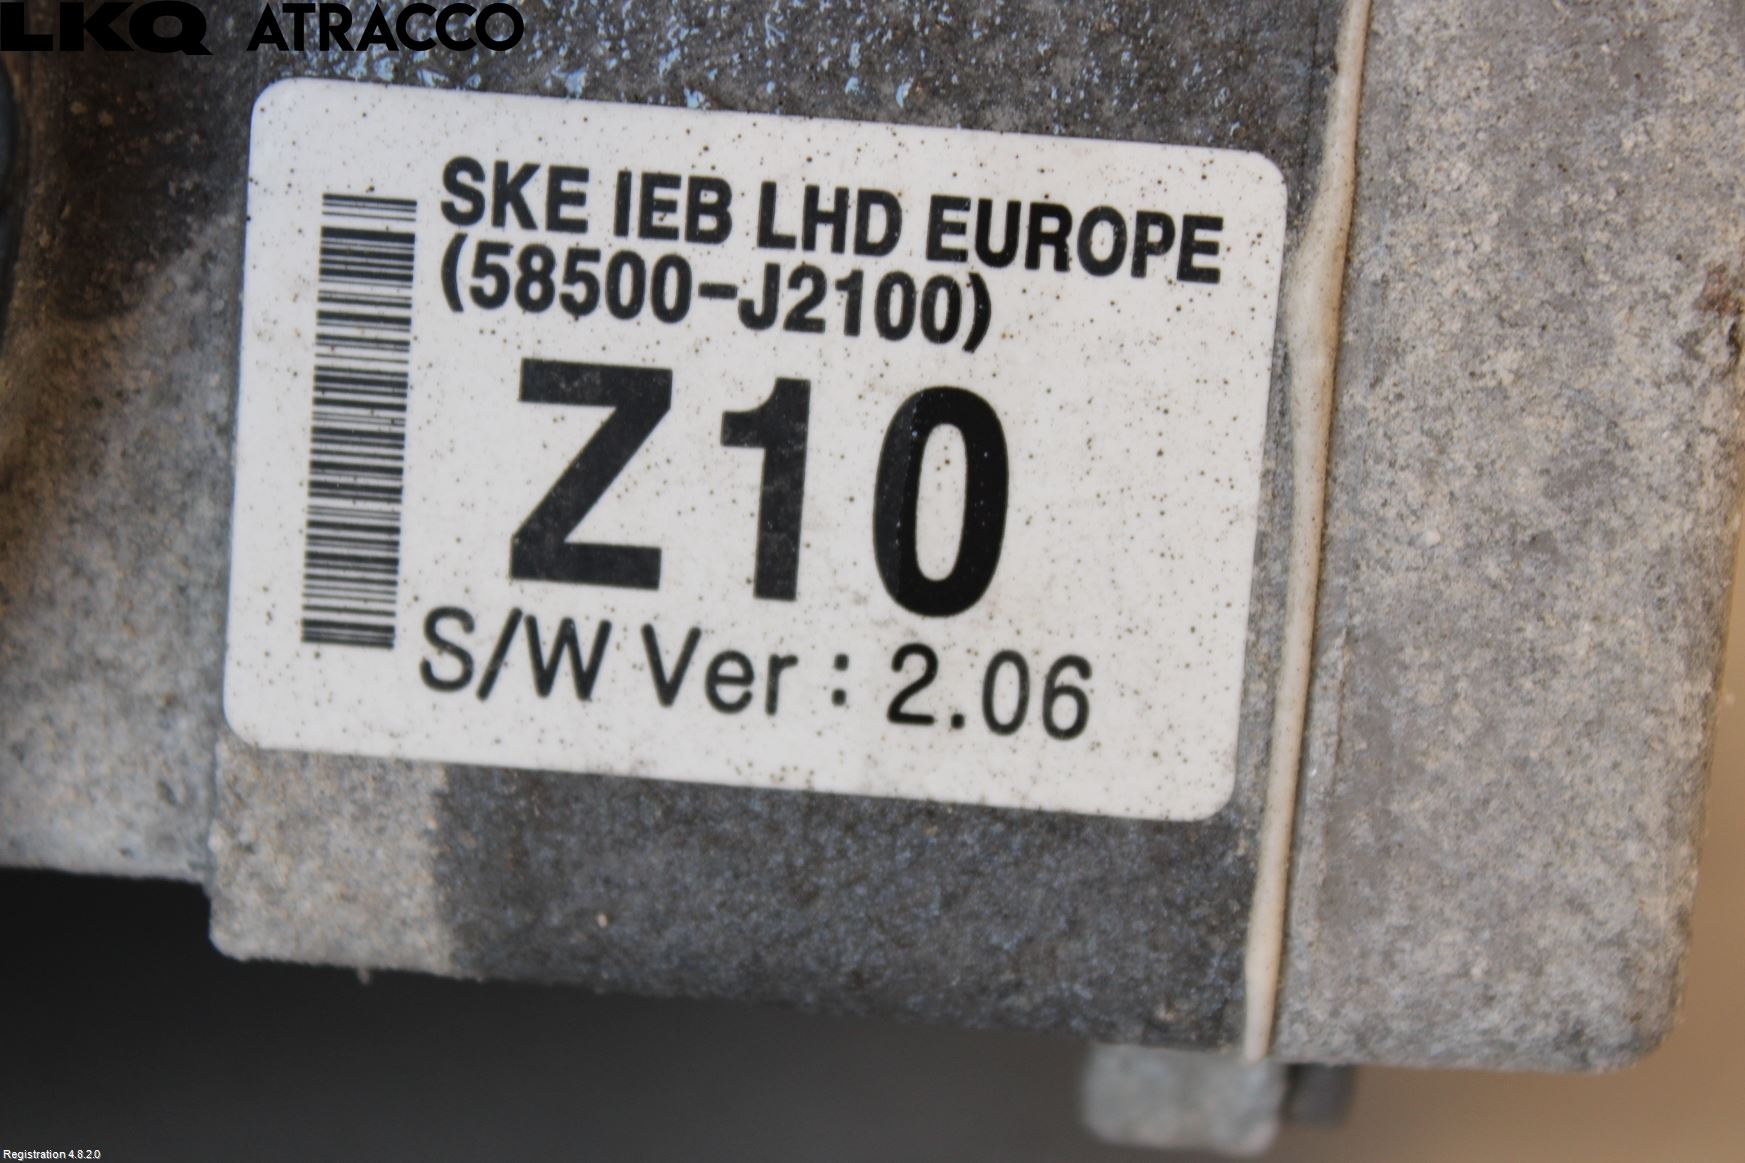 LKQ ATRACCO
SKE IEB LHD EUROPE
(58500-J2100)
Z10
S/W Ver : 2.06
Registration 4.8.2.0